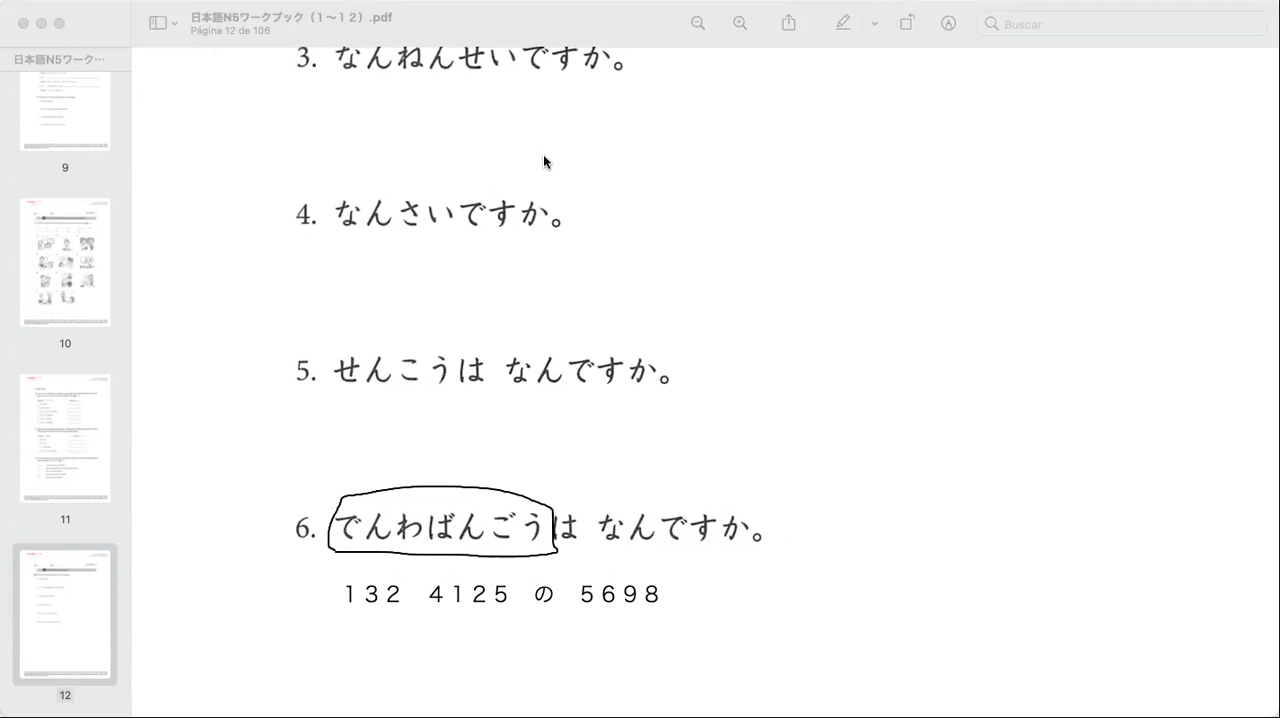 日本語N5ワークブック（１〜１２）.pdf
Página 12 de 106
Buscar
日本語N5ワーク…
9
10
11
12
3. なんねんせいですか。
4. なんさいですか。
5. せんこうは なんですか。
6. でんわばんごうは なんですか。
１３２ ４１２５ の ５６９８